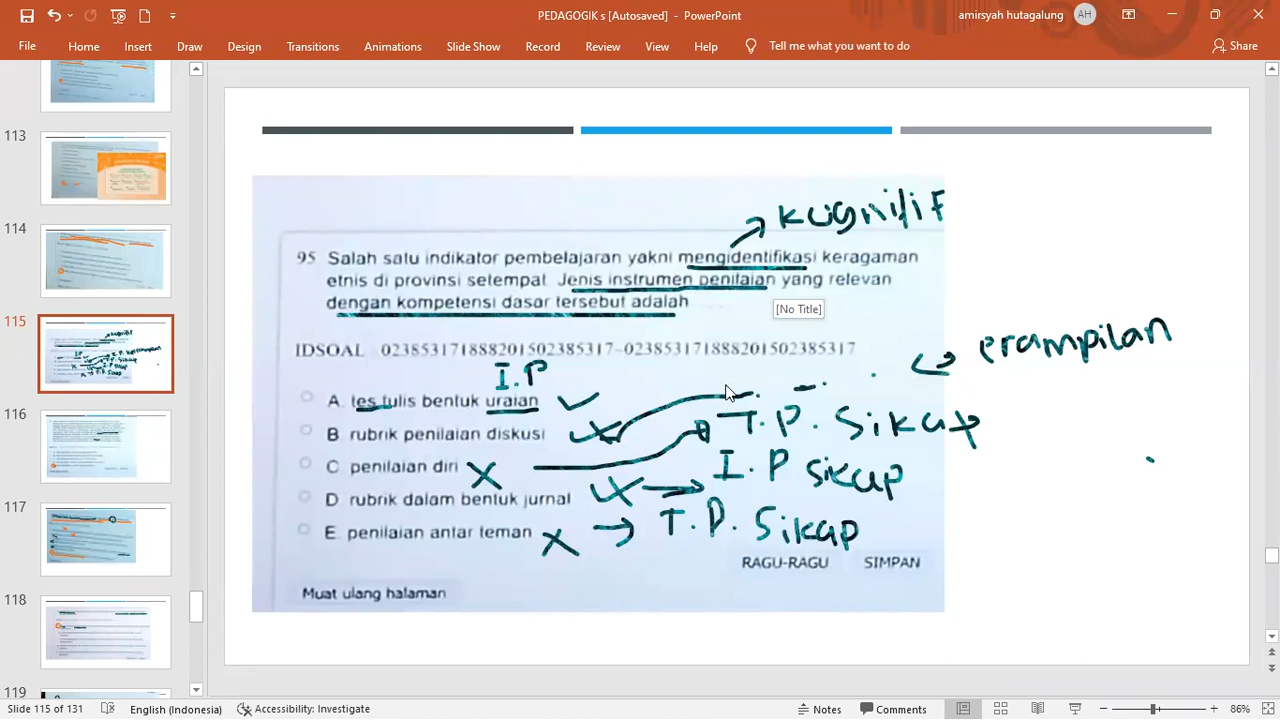 PEDAGOGIK s [Autosaved] - PowerPoint
amirsyah hutagalung AH
File Home Insert Draw Design Transitions Animations Slide Show Record Review View Help Tell me what you want to do Share
113
114
115
116
117
118
119
kognitif
95 Salah satu indikator pembelajaran yakni mengidentifikasi keragaman
etnis di provinsi setempat. Jenis instrumen penilaian yang relevan
dengan kompetensi dasar tersebut adalah
[No Title]
IDSOAL 023853171888201502385317-023853171888201502385317
erampilan
I.P
A. tes tulis bentuk uraian
B rubrik penilaian diskusi
T.P. Sikap
C penilaian diri
I.P sikap
D rubrik dalam bentuk jurnal
E. penilaian antar teman
T.P. Sikap
RAGU-RAGU SIMPAN
Muat ulang halaman
Slide 115 of 131 English (Indonesia) Accessibility: Investigate Notes Comments 86%